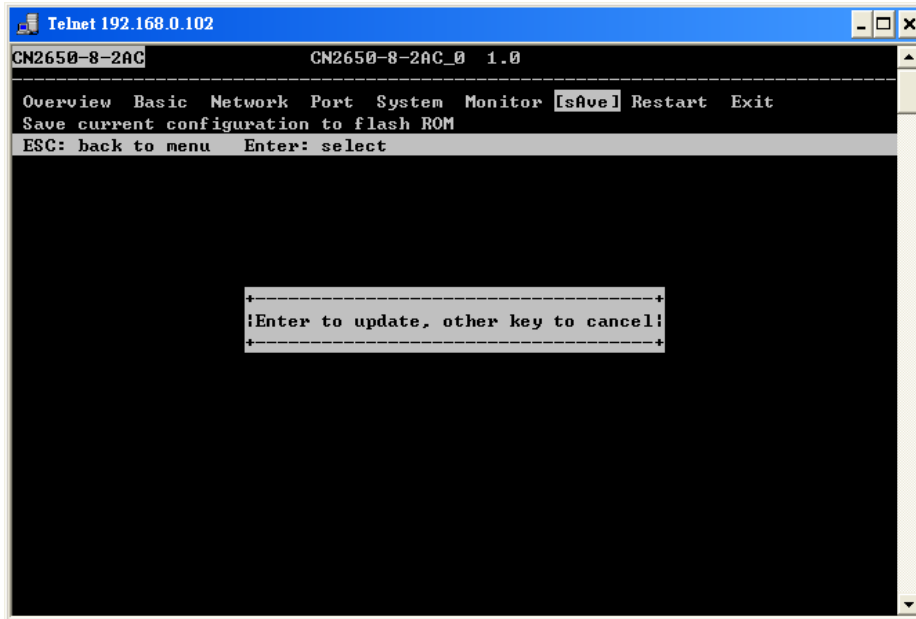 Telnet 192.168.0.102
CN2650-8-2AC CN2650-8-2AC_0 1.0
Overview Basic Network Port System Monitor [sAve] Restart Exit
Save current configuration to flash ROM
ESC: back to menu Enter: select
Enter to update, other key to cancel